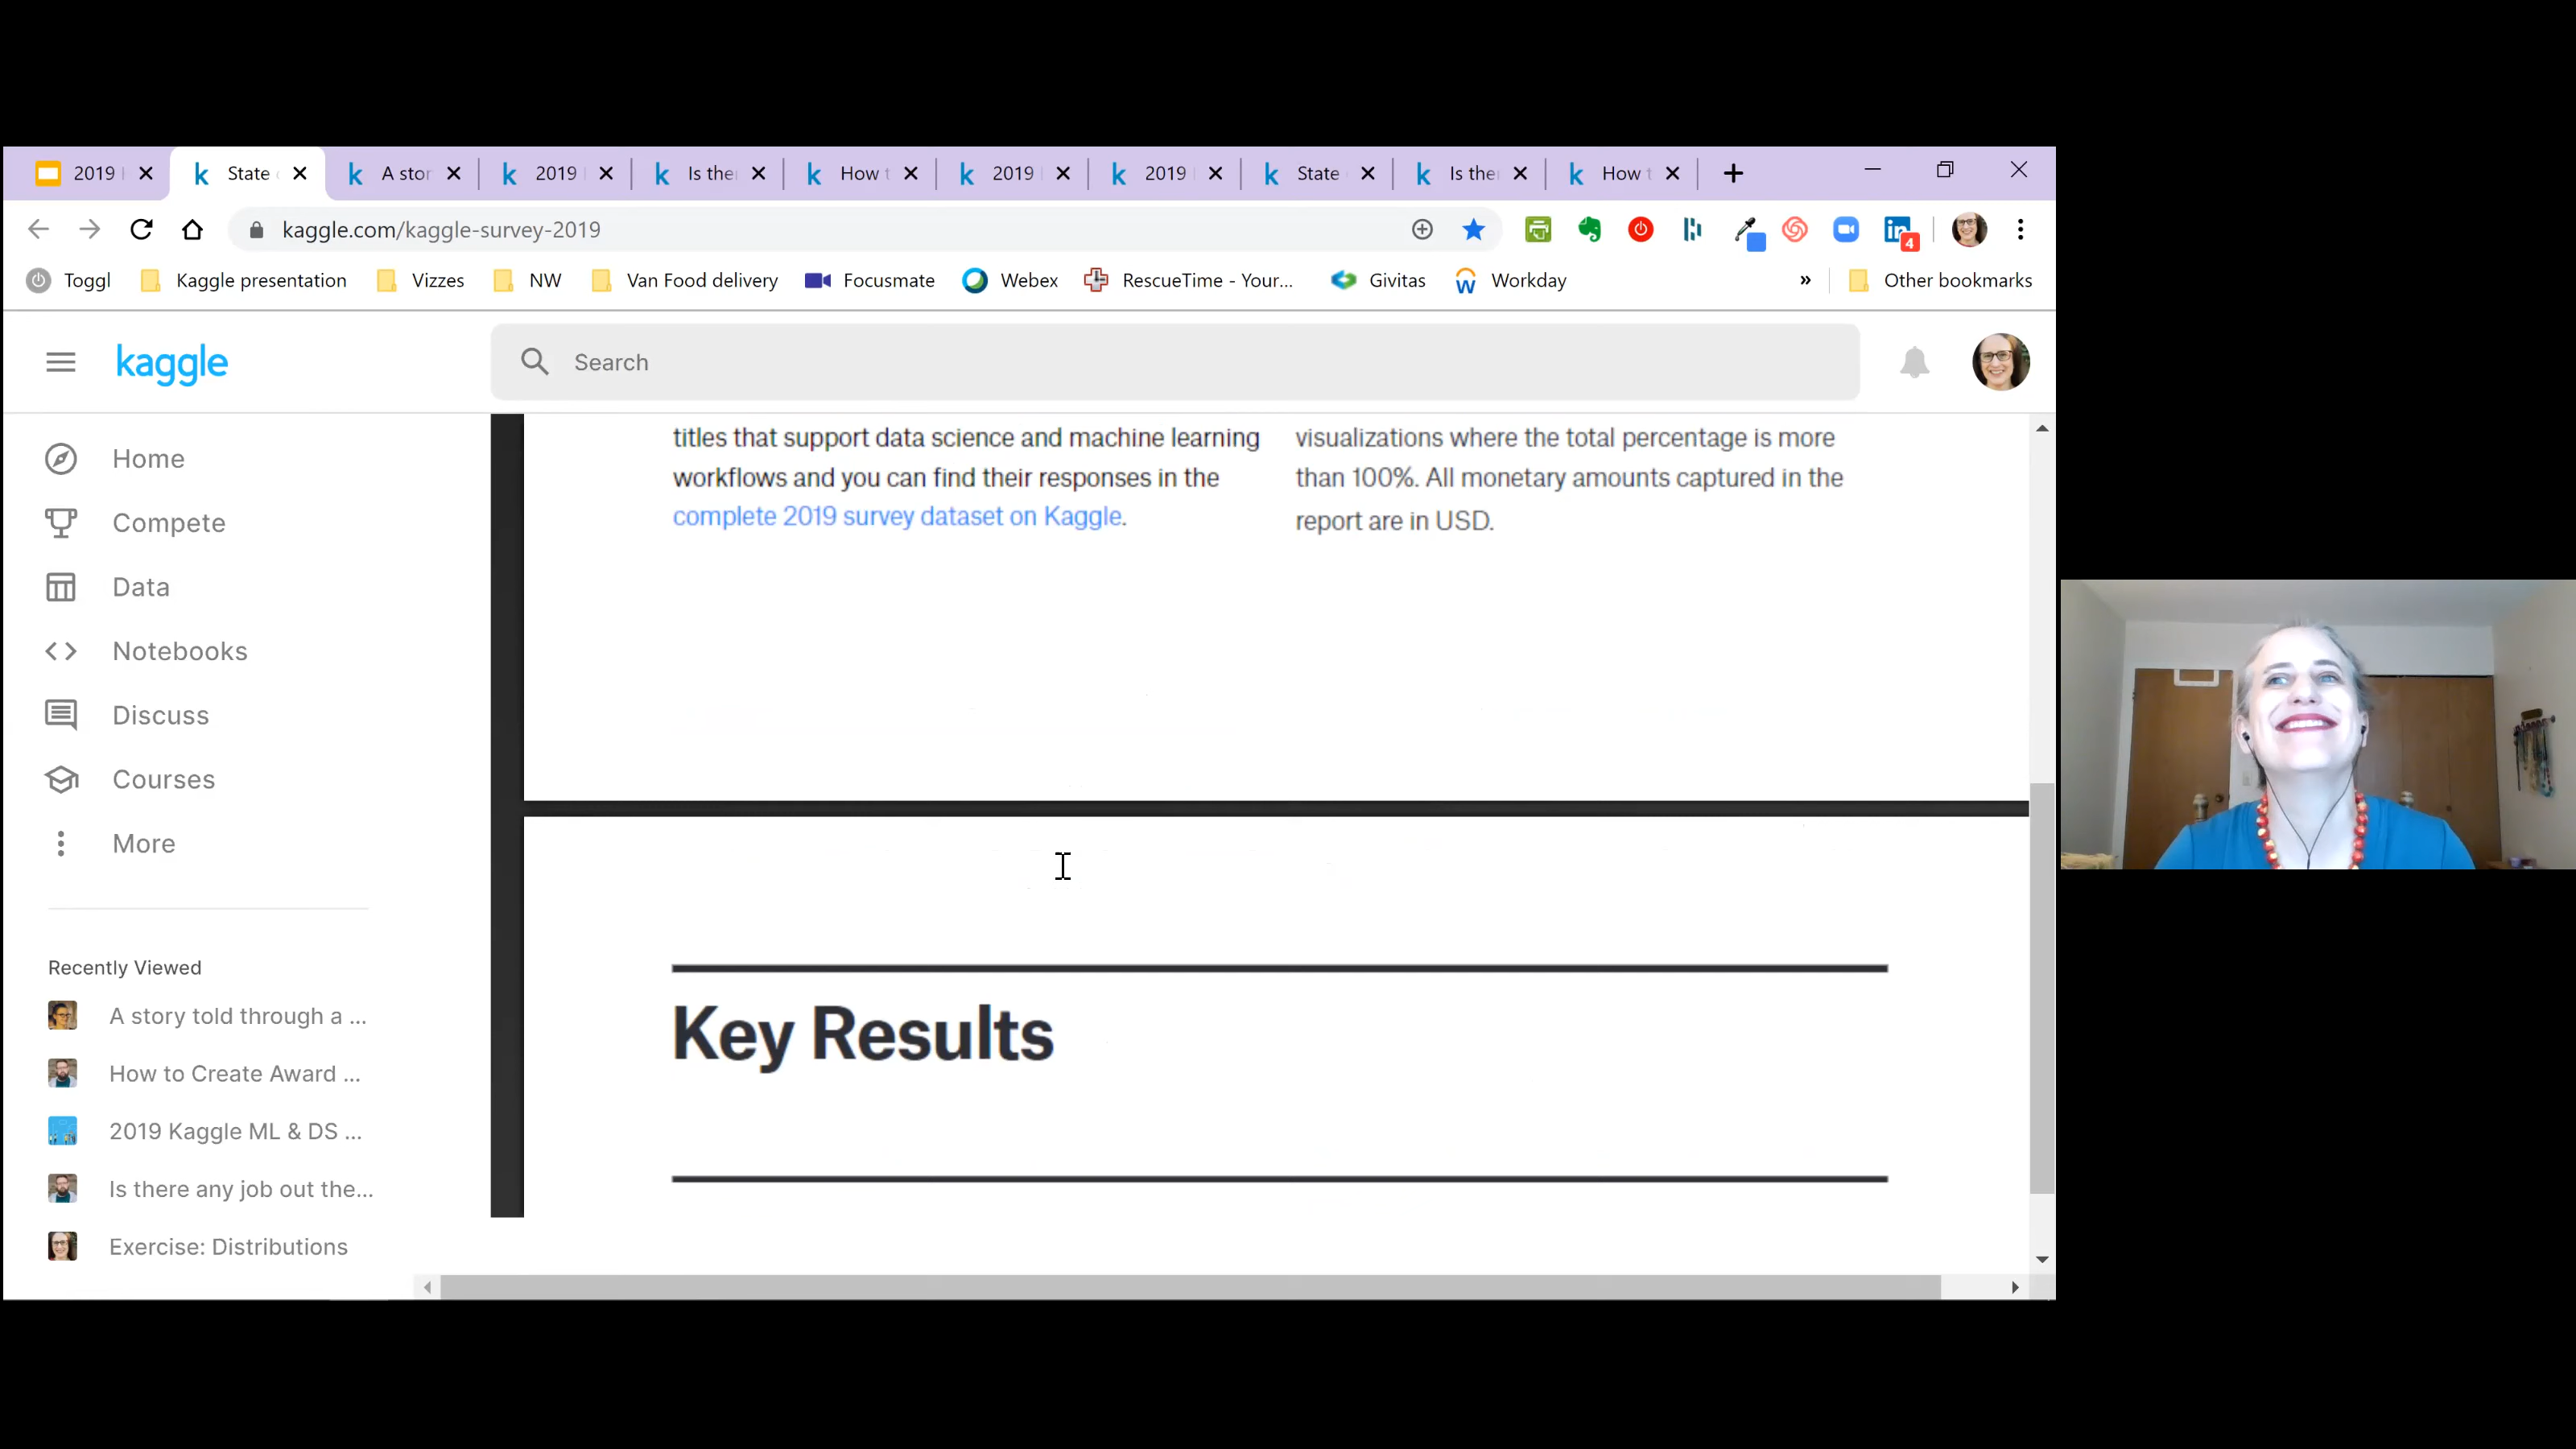 2019
State
A stor
2019
Is the
How t
2019
2019
State
Is the
How t
kaggle.com/kaggle-survey-2019
4
Toggl
Kaggle presentation
Vizzes
NW
Van Food delivery
Focusmate
Webex
RescueTime - Your...
Givitas
Workday
»
Other bookmarks
kaggle
Search
Home
Compete
Data
Notebooks
Discuss
Courses
More
Recently Viewed
A story told through a ...
How to Create Award ...
2019 Kaggle ML & DS ...
Is there any job out the...
Exercise: Distributions
titles that support data science and machine learning
workflows and you can find their responses in the
complete 2019 survey dataset on Kaggle.
visualizations where the total percentage is more
than 100%. All monetary amounts captured in the
report are in USD.
Key Results